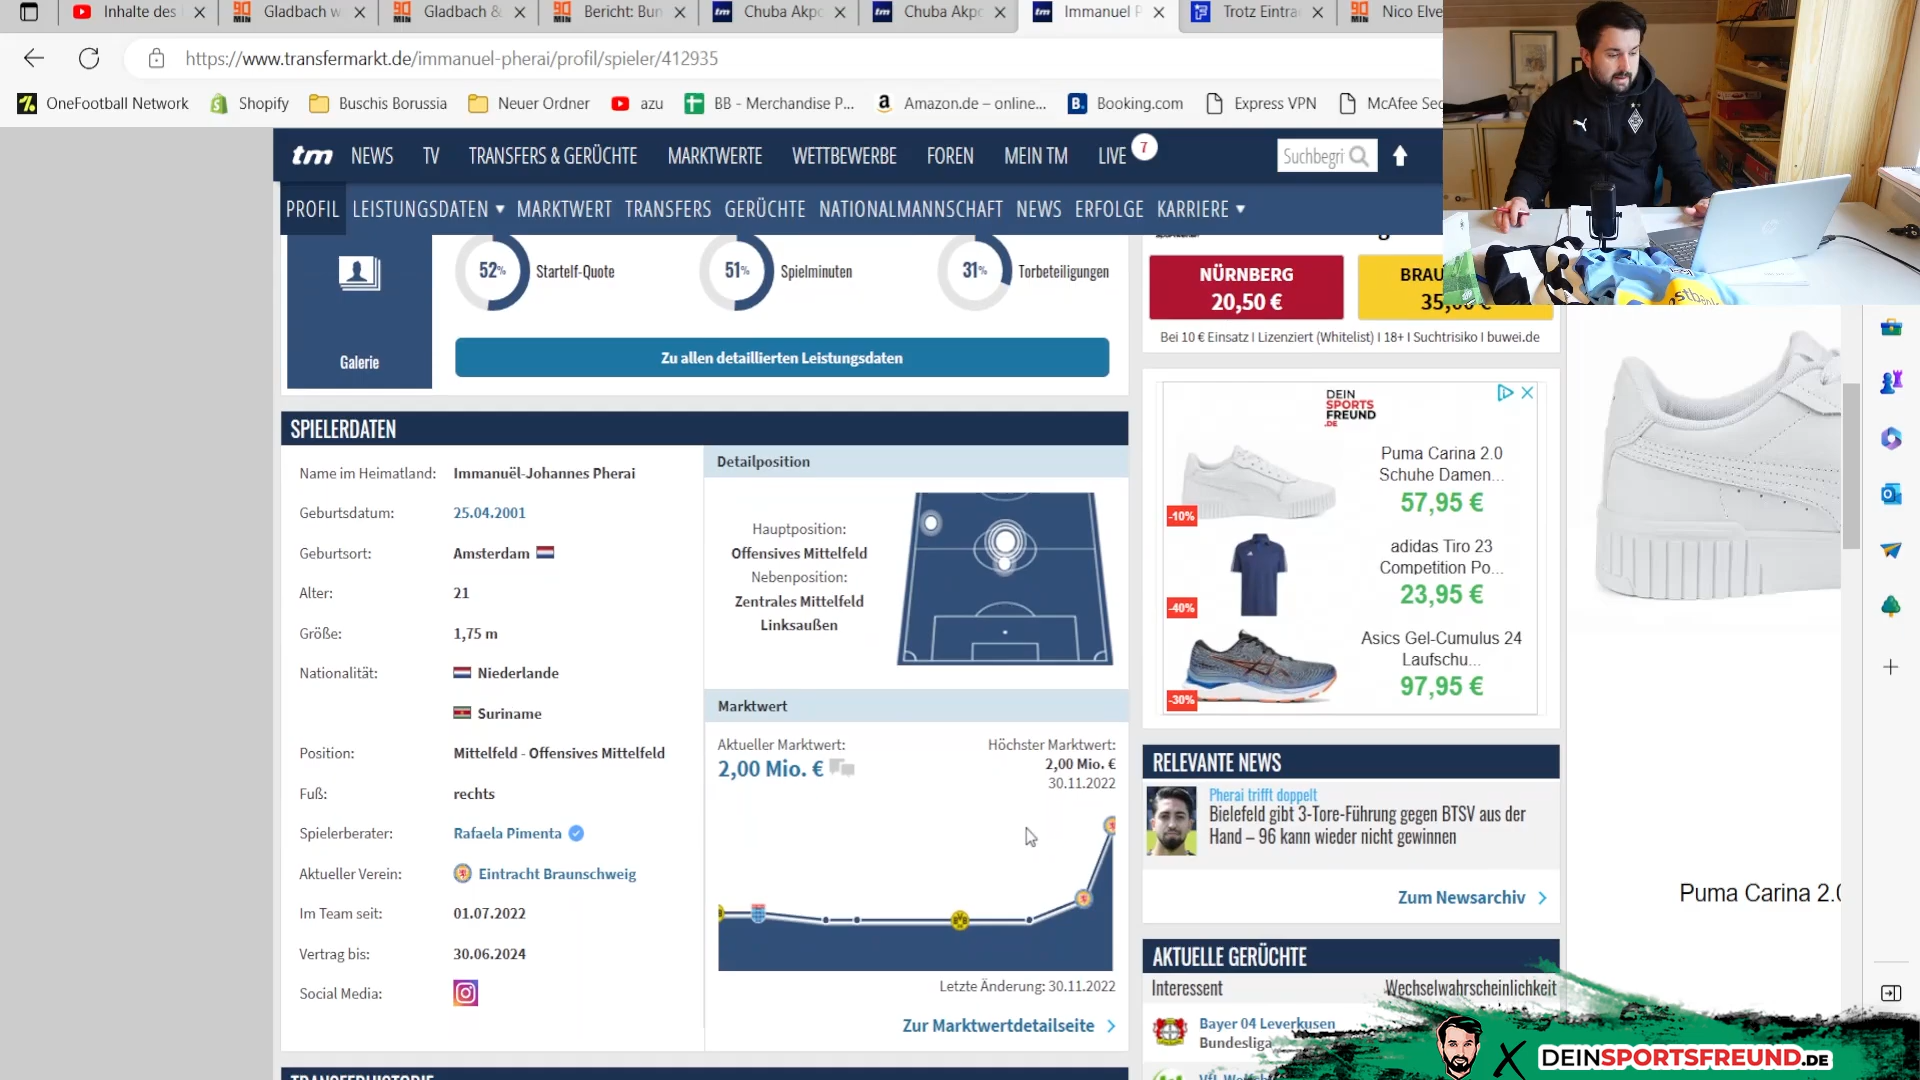 Inhalte des
Gladbach w
Gladbach &
Bericht: Bun
Chuba Akpo
Chuba Akpo
Immanuel P
Trotz Eintra
Nico Elve
https://www.transfermarkt.de/immanuel-pherai/profil/spieler/412935
OneFootball Network
Shopify
Buschis Borussia
Neuer Ordner
azu
BB - Merchandise P...
Amazon.de – online...
Booking.com
Express VPN
McAfee Sec
tm NEWS TV TRANSFERS & GERÜCHTE MARKTWERTE WETTBEWERBE FOREN MEIN TM LIVE 7
Suchbegri
PROFIL LEISTUNGSDATEN MARKTWERT TRANSFERS GERÜCHTE NATIONALMANNSCHAFT NEWS ERFOLGE KARRIERE
52% Startelf-Quote
51% Spielminuten
31% Torbeteiligungen
Galerie
Zu allen detaillierten Leistungsdaten
NÜRNBERG
20,50 €
BRAU
35,
Bei 10 € Einsatz I Lizenziert (Whitelist) I 18+ I Suchtrisiko I buwei.de
SPIELERDATEN
Name im Heimatland: Immanuël-Johannes Pherai
Geburtsdatum: 25.04.2001
Geburtsort: Amsterdam
Alter: 21
Größe: 1,75 m
Nationalität: Niederlande
Suriname
Position: Mittelfeld - Offensives Mittelfeld
Fuß: rechts
Spielerberater: Rafaela Pimenta
Aktueller Verein: Eintracht Braunschweig
Im Team seit: 01.07.2022
Vertrag bis: 30.06.2024
Social Media:
Detailposition
Hauptposition:
Offensives Mittelfeld
Nebenposition:
Zentrales Mittelfeld
Linksaußen
Marktwert
Aktueller Marktwert:
2,00 Mio. €
Höchster Marktwert:
2,00 Mio. €
30.11.2022
Letzte Änderung: 30.11.2022
Zur Marktwertdetailseite
DEIN
SPORTS
FREUND
.DE
Puma Carina 2.0
Schuhe Damen...
57,95 €
-10%
adidas Tiro 23
Competition Po...
23,95 €
-40%
Asics Gel-Cumulus 24
Laufschu...
97,95 €
-30%
RELEVANTE NEWS
Pherai trifft doppelt
Bielefeld gibt 3-Tore-Führung gegen BTSV aus der
Hand – 96 kann wieder nicht gewinnen
Zum Newsarchiv
AKTUELLE GERÜCHTE
Interessent Wechselwahrscheinlichkeit
Bayer 04 Leverkusen
Bundesliga
Puma Carina 2.0
TRANSFERHISTORIE
X DEINSPORTSFREUND.DE